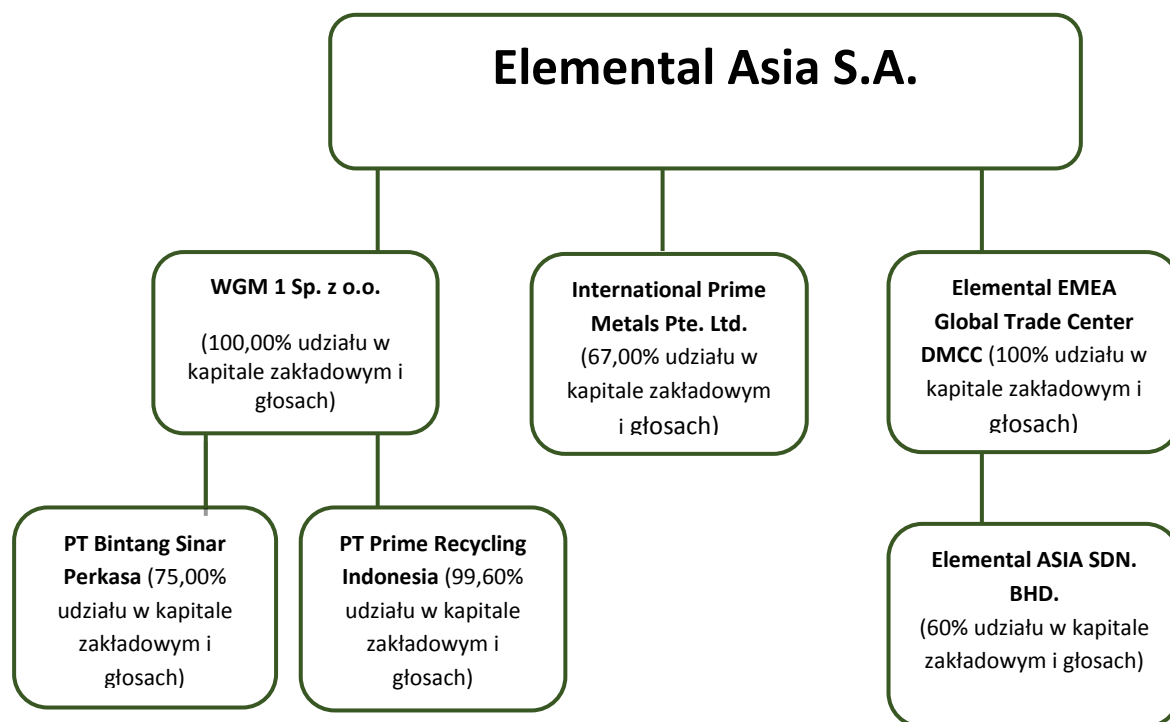 Elemental Asia S.A.
WGM 1 Sp. z o.o.
(100,00% udziału w
kapitale zakładowym i
głosach)
International Prime
Metals Pte. Ltd.
(67,00% udziału w
kapitale zakładowym
i głosach)
Elemental EMEA
Global Trade Center
DMCC (100% udziału w
kapitale zakładowym i
głosach)
PT Bintang Sinar
Perkasa (75,00%
udziału w kapitale
zakładowym i
głosach)
PT Prime Recycling
Indonesia (99,60%
udziału w kapitale
zakładowym i
głosach)
Elemental ASIA SDN.
BHD.
(60% udziału w kapitale
zakładowym i głosach)